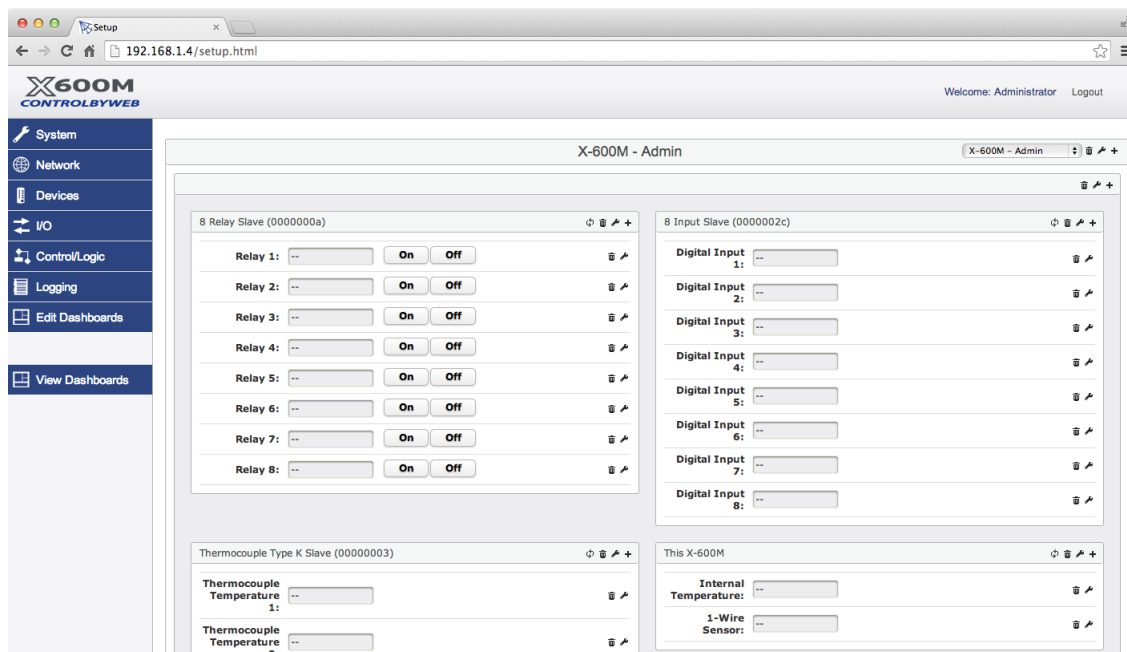 Setup
192.168.1.4/setup.html
X600M
CONTROLBYWEB
Welcome: Administrator Logout
System
Network
Devices
I/O
Control/Logic
Logging
Edit Dashboards
View Dashboards
X-600M - Admin
X-600M - Admin
8 Relay Slave (0000000a)
Relay 1: -- On Off
Relay 2: -- On Off
Relay 3: -- On Off
Relay 4: -- On Off
Relay 5: -- On Off
Relay 6: -- On Off
Relay 7: -- On Off
Relay 8: -- On Off
8 Input Slave (0000002c)
Digital Input
1: --
Digital Input
2: --
Digital Input
3: --
Digital Input
4: --
Digital Input
5: --
Digital Input
6: --
Digital Input
7: --
Digital Input
8: --
Thermocouple Type K Slave (00000003)
Thermocouple
Temperature --
1:
Thermocouple
Temperature --
This X-600M
Internal
Temperature: --
1-Wire
Sensor: --